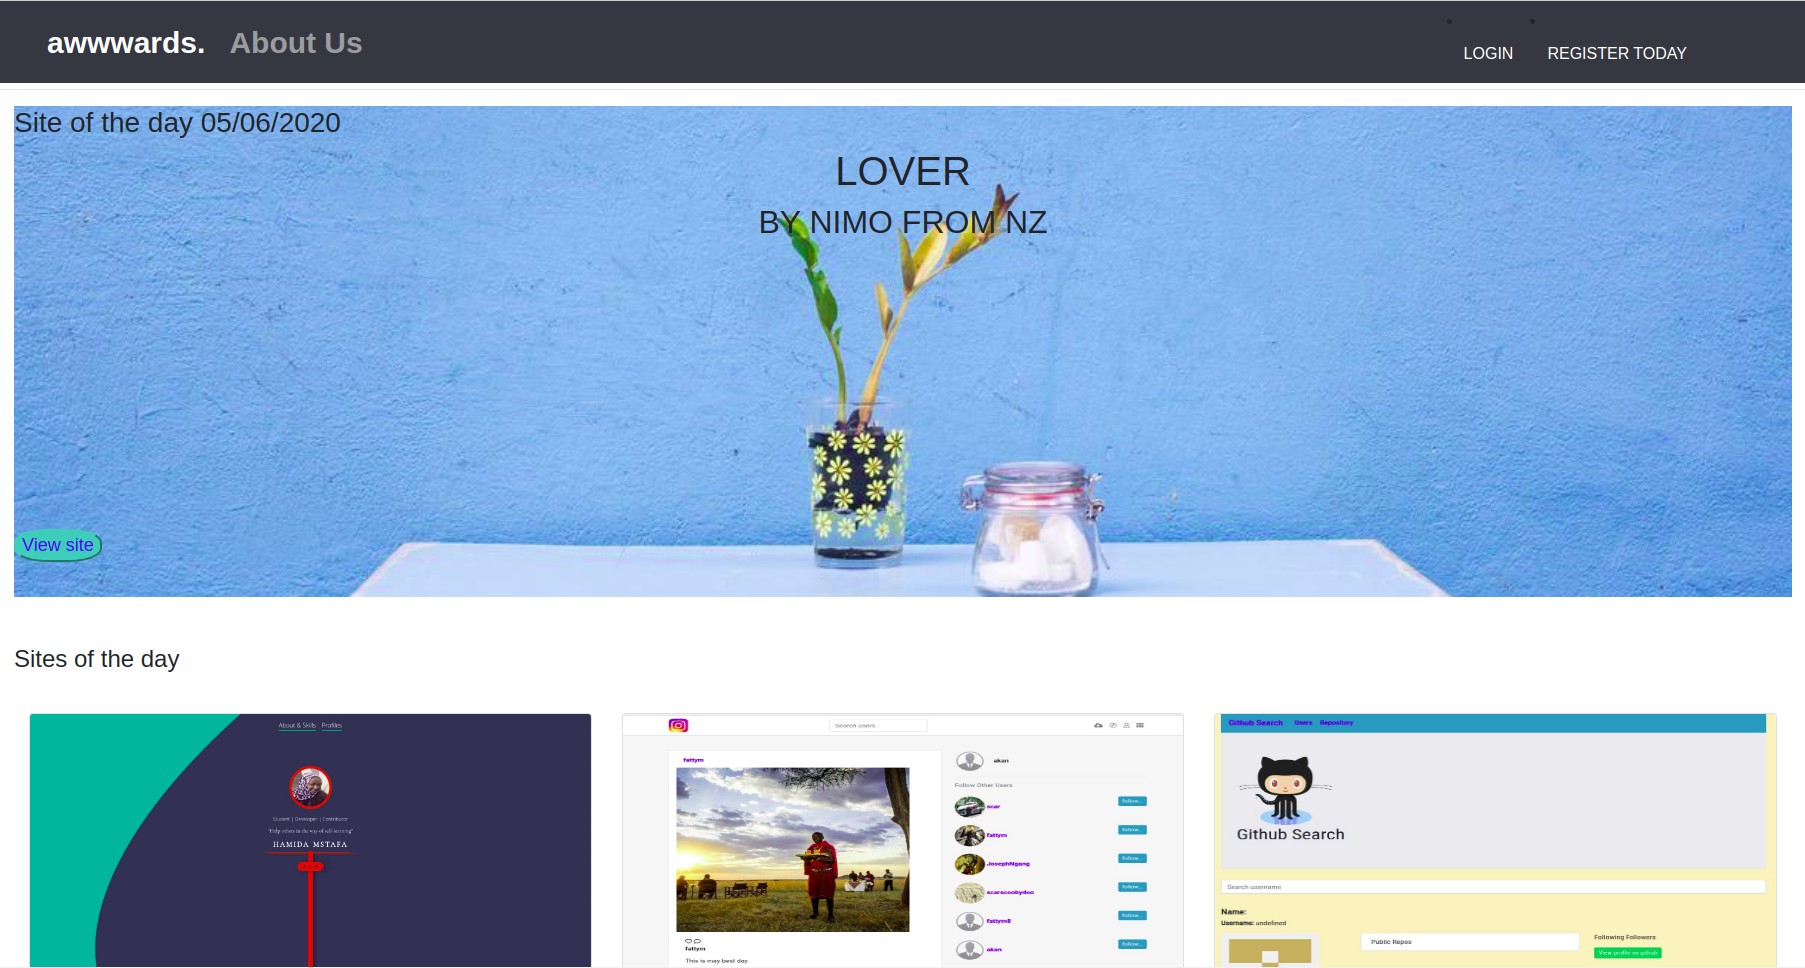 awwwards. About Us
LOGIN REGISTER TODAY
Site of the day 05/06/2020
LOVER
BY NIMO FROM NZ
View site
Sites of the day
About & Skills Profiles
Student | Developer | Contributor
"Help others in the way of self-learning"
HAMIDA MSTAFA
Search users
fattym
akan
Follow Other Users
scar Follow...
fattym Follow...
JosephNgang Follow...
scarscoobydoo Follow...
fattym8 Follow...
akan Follow...
fattym
This is may best day
Github Search Users Repository
Github Search
Search username
Name:
Username: undefined
Public Repos
Following Followers
View profile on github